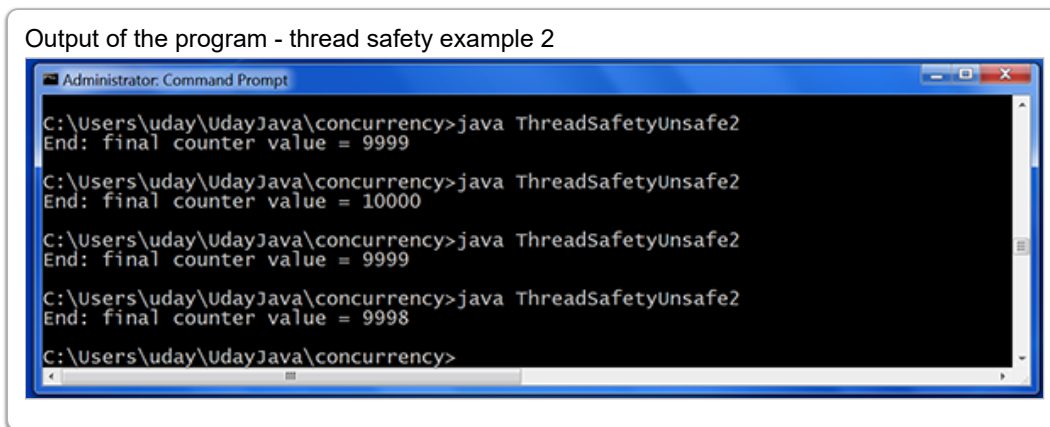 Output of the program - thread safety example 2
Administrator: Command Prompt
C:\Users\uday\UdayJava\concurrency>java ThreadSafetyUnsafe2
End: final counter value = 9999
C:\Users\uday\UdayJava\concurrency>java ThreadSafetyUnsafe2
End: final counter value = 10000
C:\Users\uday\UdayJava\concurrency>java ThreadSafetyUnsafe2
End: final counter value = 9999
C:\Users\uday\UdayJava\concurrency>java ThreadSafetyUnsafe2
End: final counter value = 9998
C:\Users\uday\UdayJava\concurrency>